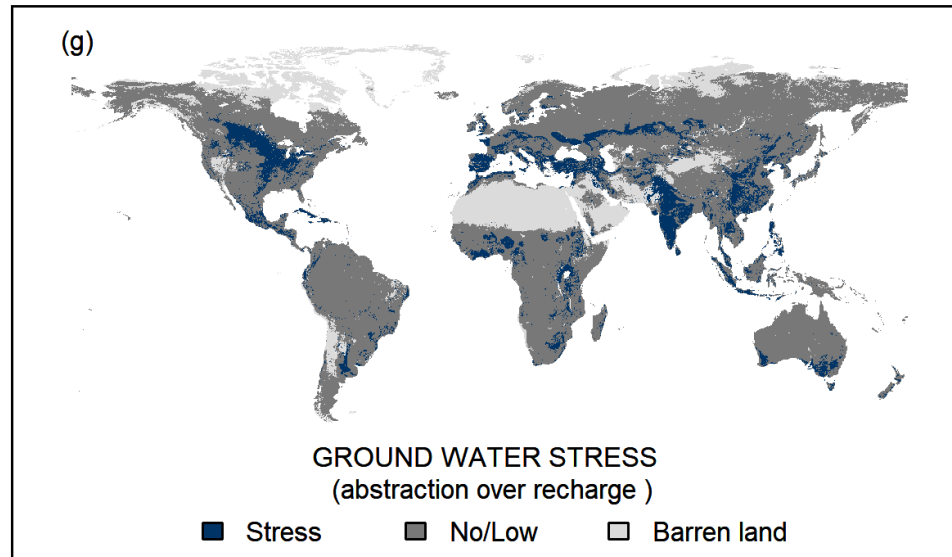 (g)
GROUND WATER STRESS
(abstraction over recharge )
Stress No/Low Barren land